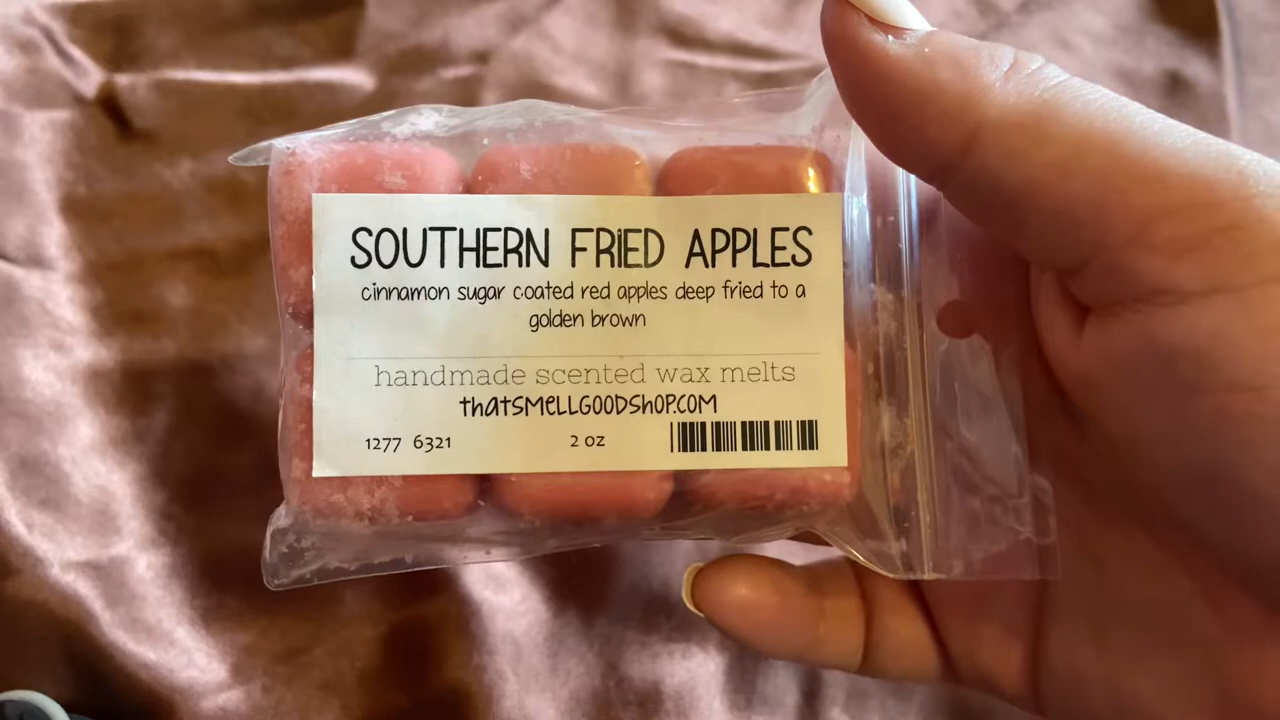 SOUTHERN FRIED APPLES
cinnamon sugar coated red apples deep fried to a
golden brown
handmade scented wax melts
thatsmellgoodshop.com
1277 6321 2 oz